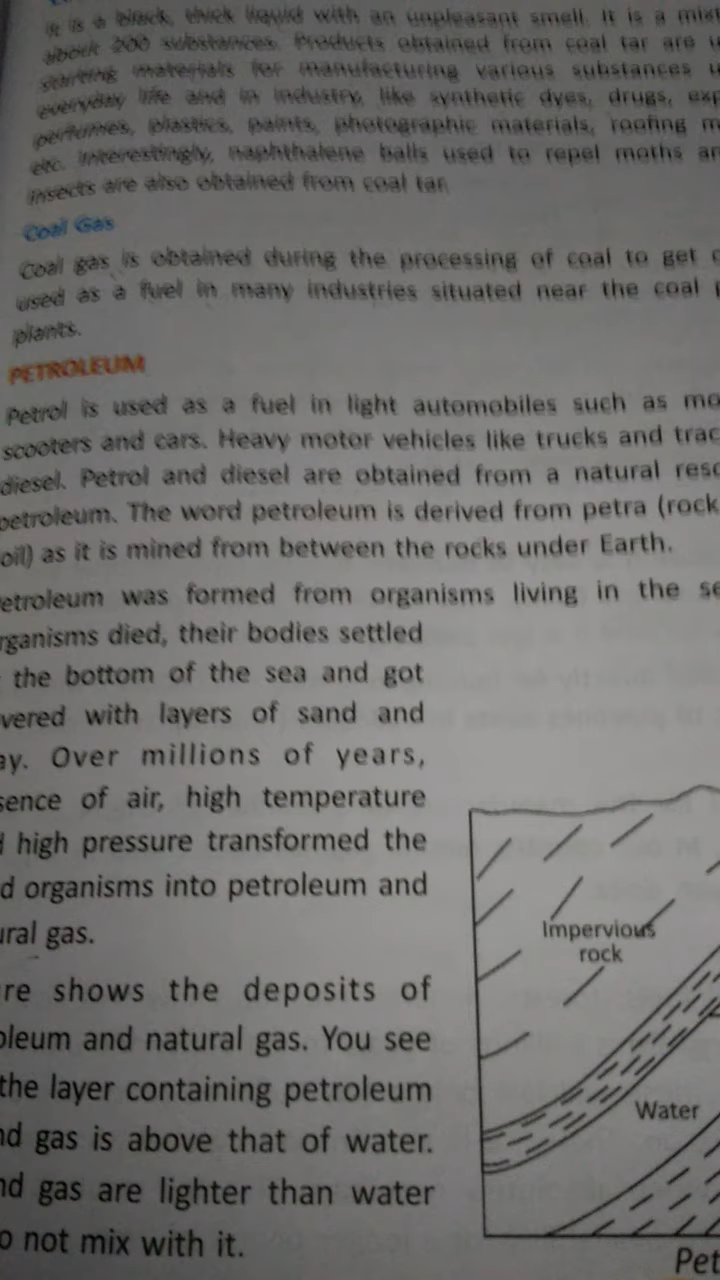 It is a black, thick liquid with an unpleasant smell. It is a
about 200 substances. Products obtained from coal tar are
starting materials for manufacturing various substances
everyday life and in industry, like synthetic dyes, drugs,
perfumes, plastics, paints, photographic materials, roofing
etc. Interestingly, naphthalene balls used to repel moths
insects are also obtained from coal tar.
Coal Gas
Coal gas is obtained during the processing of coal to get
used as a fuel in many industries situated near the coal
plants.
PETROLEUM
Petrol is used as a fuel in light automobiles such as
scooters and cars. Heavy motor vehicles like trucks and
diesel. Petrol and diesel are obtained from a natural
petroleum. The word petroleum is derived from petra (rock
oil) as it is mined from between the rocks under Earth.
etroleum was formed from organisms living in the se
rganisms died, their bodies settled
the bottom of the sea and got
vered with layers of sand and
ay. Over millions of years,
sence of air, high temperature
d high pressure transformed the
d organisms into petroleum and
ural gas.
re shows the deposits of
oleum and natural gas. You see
the layer containing petroleum
nd gas is above that of water.
nd gas are lighter than water
o not mix with it.
Impervious
rock
Water
Pet